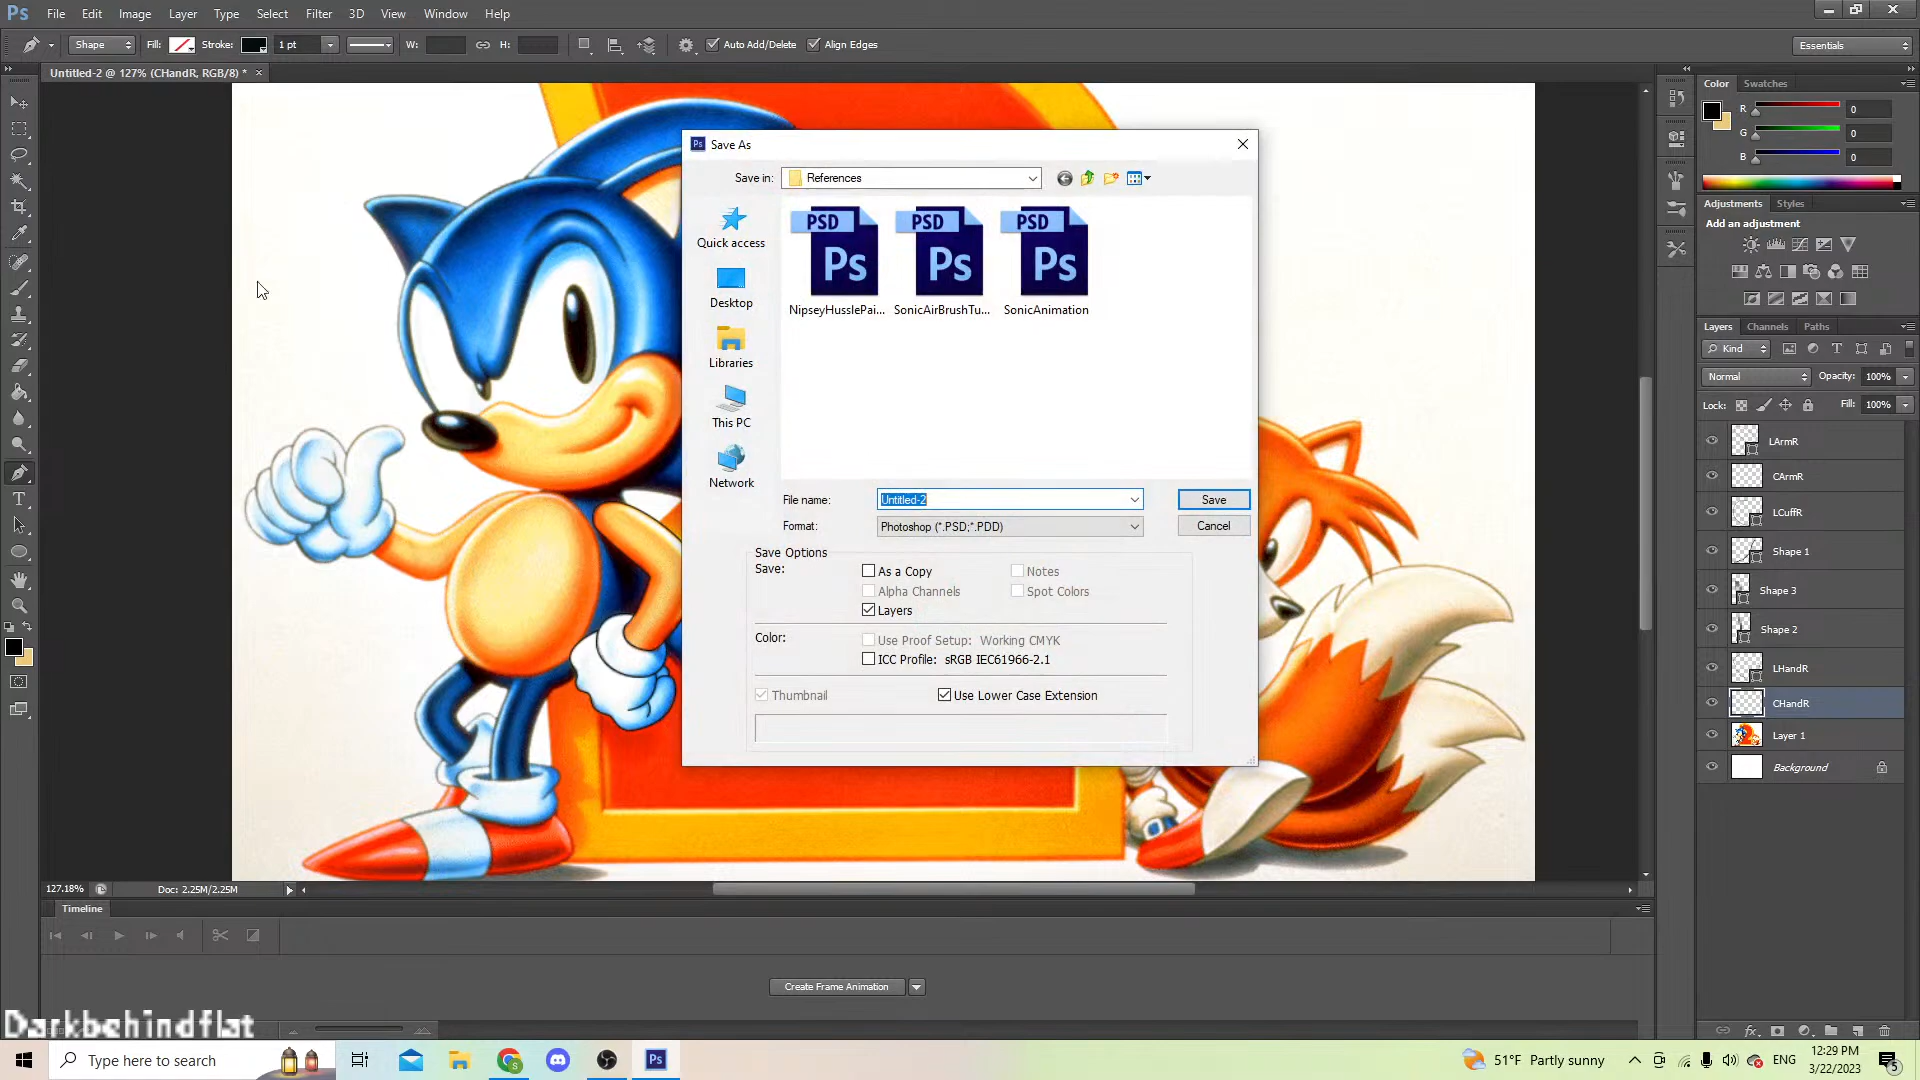 Ps File Edit Image Layer Type Select Filter 3D View Window Help
Shape Fill: Stroke: 1 pt W: H: Auto Add/Delete Align Edges Essentials
Untitled-2 @ 127% (CHandR, RGB/8) * ×
Color Swatches
R 0
G 0
B 0
Adjustments Styles
Add an adjustment
Layers Channels Paths
Kind
Normal Opacity: 100%
Lock: Fill: 100%
LArmR
CArmR
LCuffR
Shape 1
Shape 3
Shape 2
LHandR
CHandR
Layer 1
Background
Ps Save As
Save in: References
Quick access
Desktop
Libraries
This PC
Network
PSD Ps PSD Ps PSD Ps
NipseyHusslePai... SonicAirBrushTu... SonicAnimation
File name: Untitled-2 Save
Format: Photoshop (*.PSD;*.PDD) Cancel
Save Options
Save: As a Copy Notes
Alpha Channels Spot Colors
Layers
Color: Use Proof Setup: Working CMYK
ICC Profile: sRGB IEC61966-2.1
Thumbnail Use Lower Case Extension
127.18% Doc: 2.25M/2.25M
Timeline
Create Frame Animation
Darkbehindflat
Type here to search
51°F Partly sunny ENG 12:29 PM
3/22/2023
5